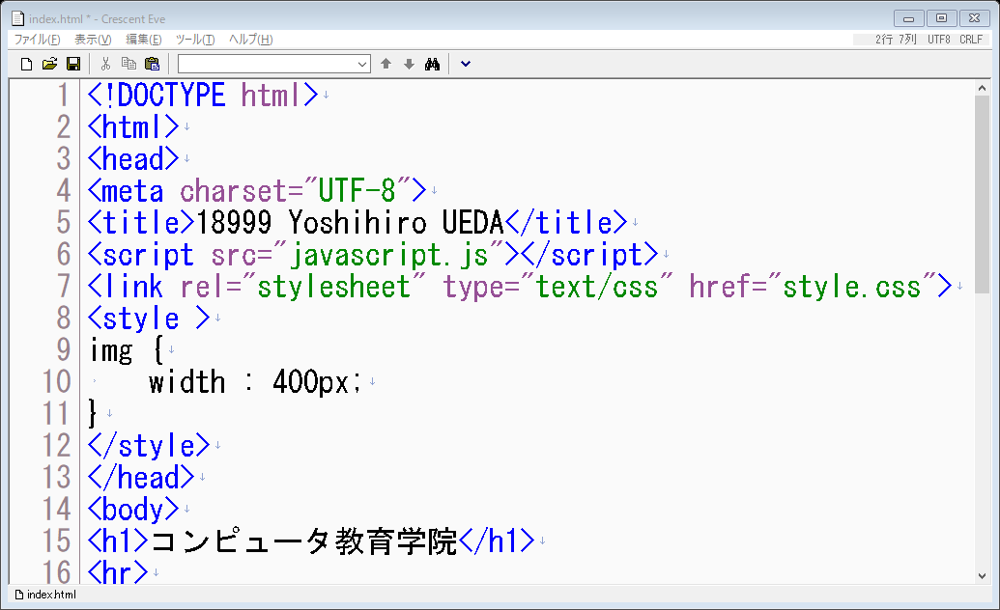 index.html * - Crescent Eve
ファイル(F) 表示(V) 編集(E) ツール(T) ヘルプ(H) 2行 7列 UTF8 CRLF
1 <!DOCTYPE html>↓
2 <html>↓
3 <head>↓
4 <meta charset="UTF-8">↓
5 <title>18999 Yoshihiro UEDA</title>↓
6 <script src="javascript.js"></script>↓
7 <link rel="stylesheet" type="text/css" href="style.css">↓
8 <style >↓
9 img {↓
10     width : 400px;↓
11 }↓
12 </style>↓
13 </head>↓
14 <body>↓
15 <h1>コンピュータ教育学院</h1>↓
16 <hr>↓
index.html